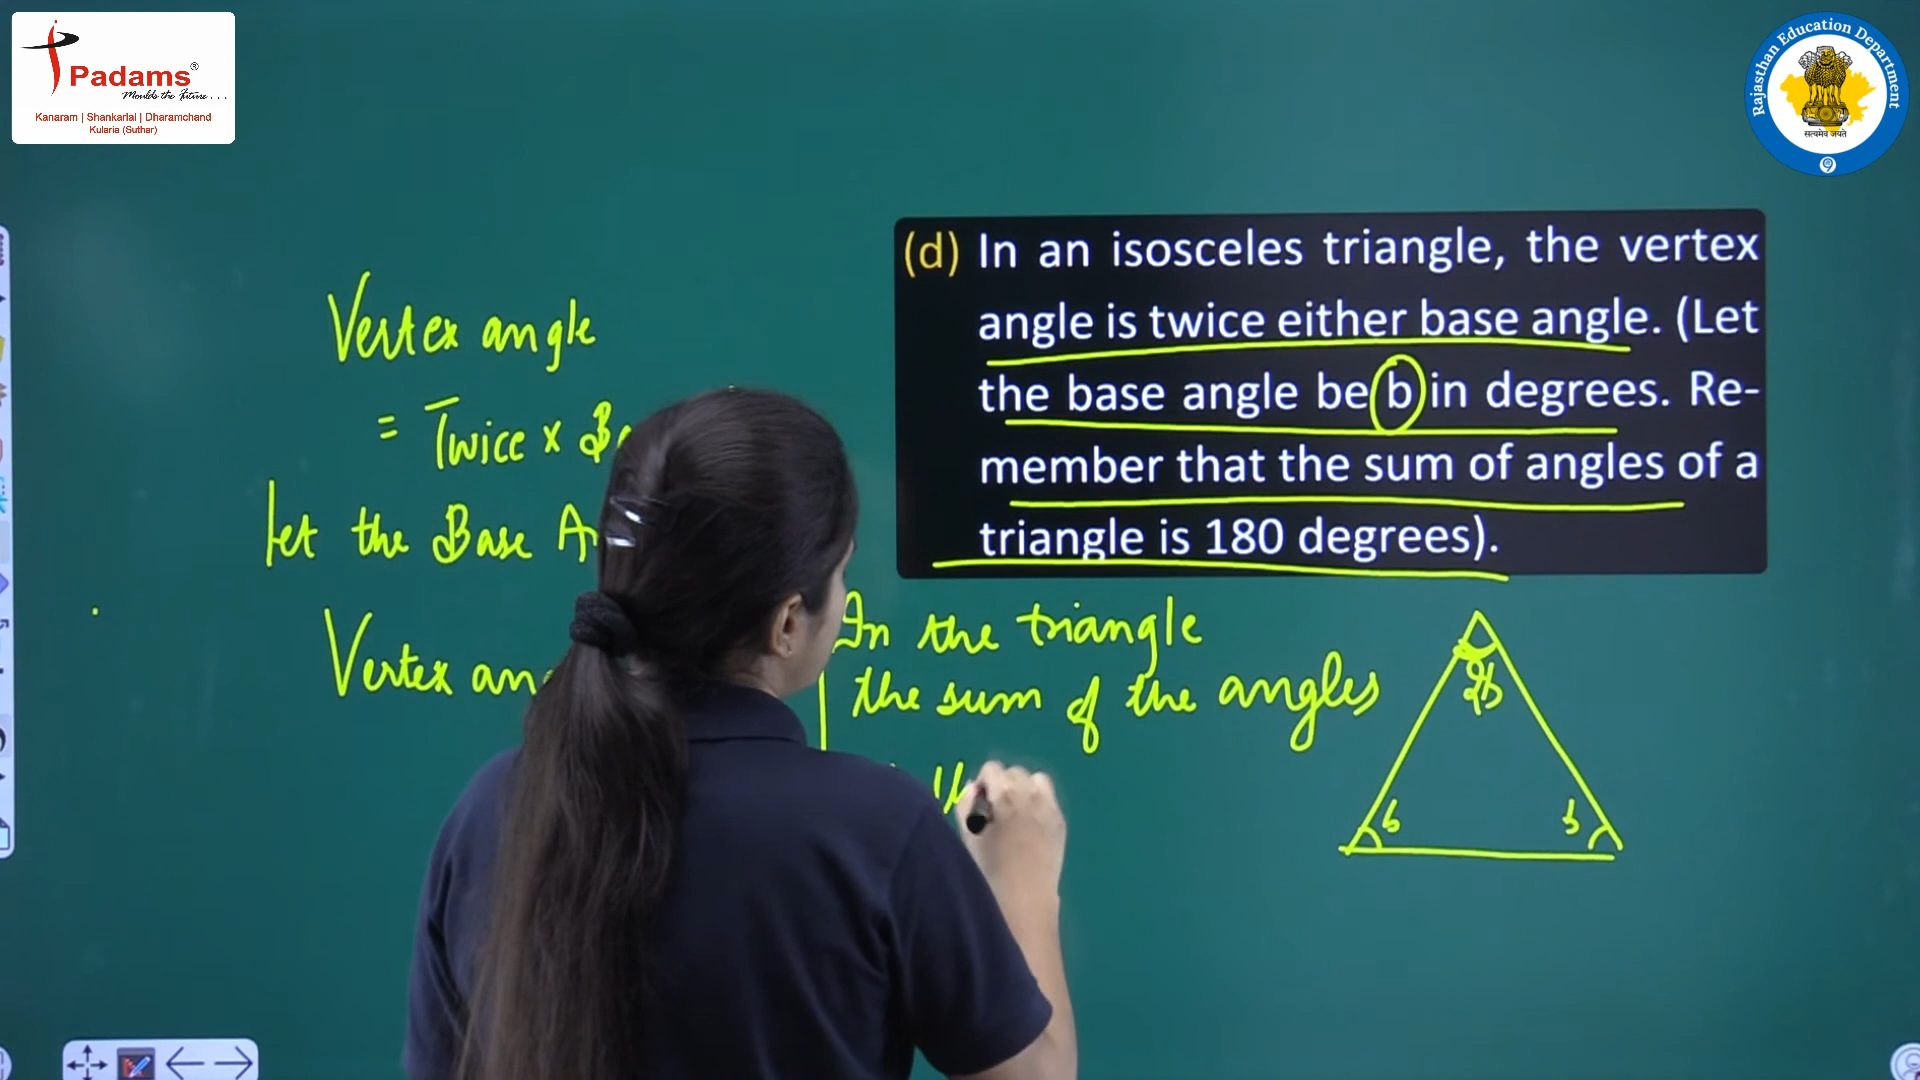 Padams®
Moulds the Future...
Kanaram | Shankarlal | Dharamchand
Kularia (Suthar)
Rajasthan Education Department
सत्यमेव जयते
(d) In an isosceles triangle, the vertex
angle is twice either base angle. (Let
the base angle be b in degrees. Re-
member that the sum of angles of a
triangle is 180 degrees).
Vertex angle
= Twice x
Let the Base
Vertex
In the triangle
the sum of the angles
2b
b
b